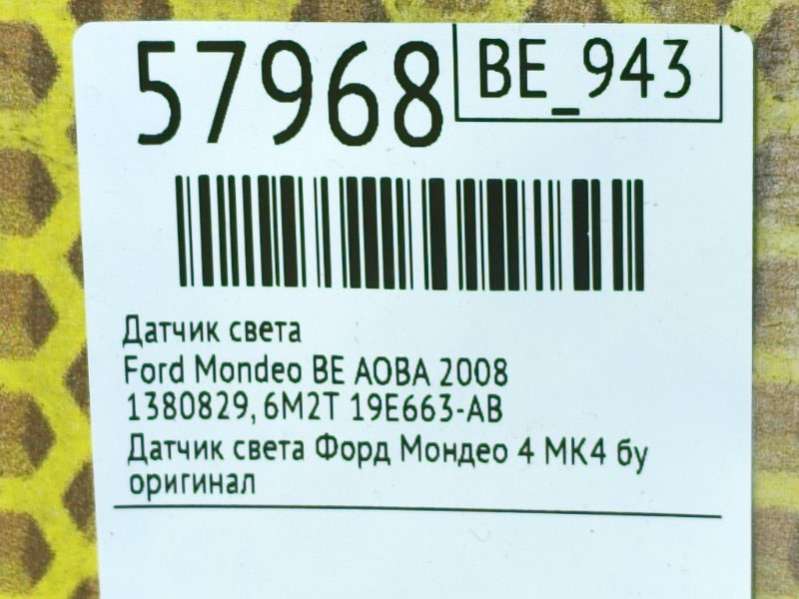 57968
BE_943
Датчик света
Ford Mondeo BE AOBA 2008
1380829, 6M2T 19E663-AB
Датчик света Форд Мондео 4 МК4 бу
оригинал